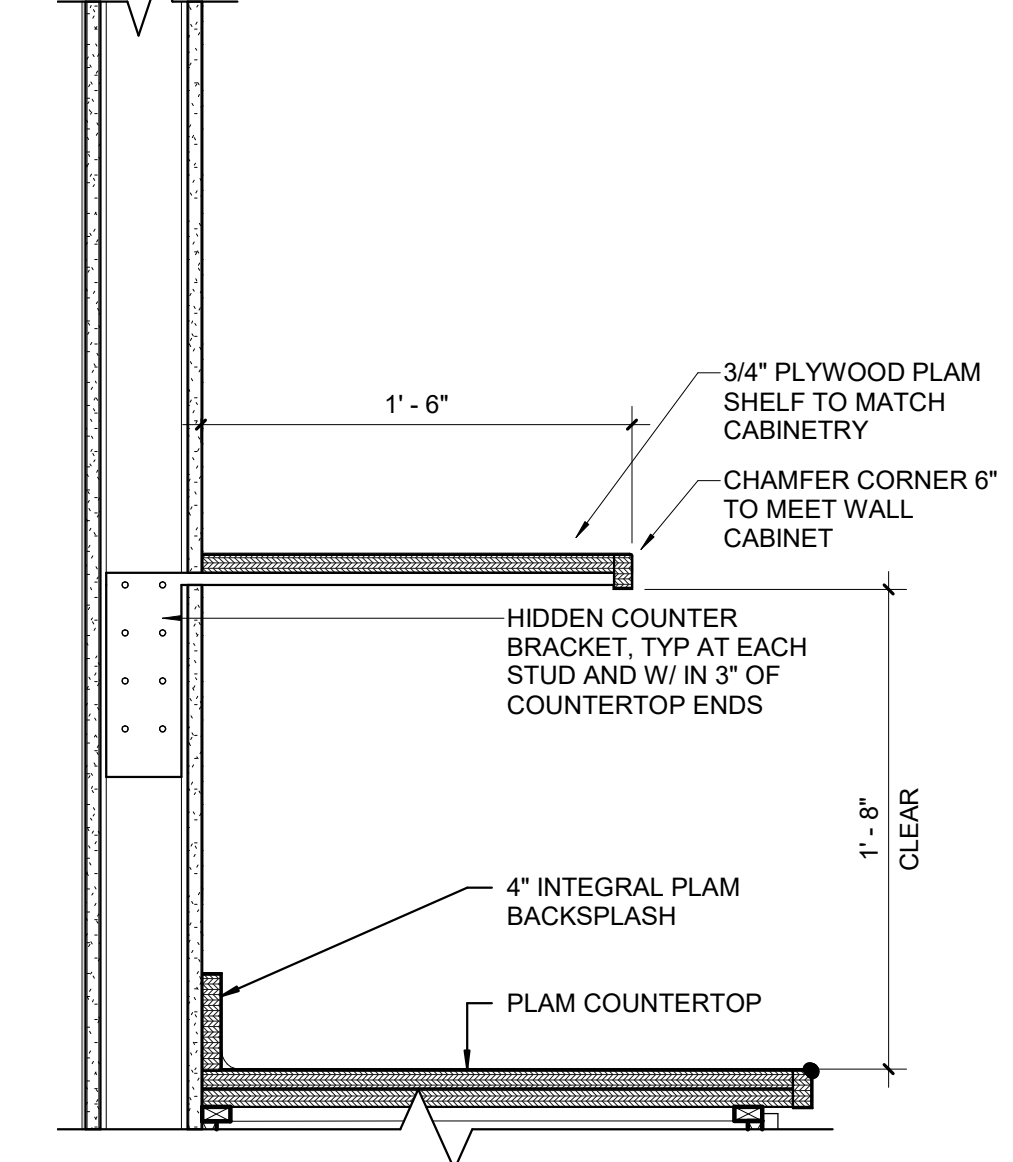 1' - 6"
3/4" PLYWOOD PLAM
SHELF TO MATCH
CABINETRY
CHAMFER CORNER 6"
TO MEET WALL
CABINET
HIDDEN COUNTER
BRACKET, TYP AT EACH
STUD AND W/ IN 3" OF
COUNTERTOP ENDS
1' - 8"
CLEAR
4" INTEGRAL PLAM
BACKSPLASH
PLAM COUNTERTOP